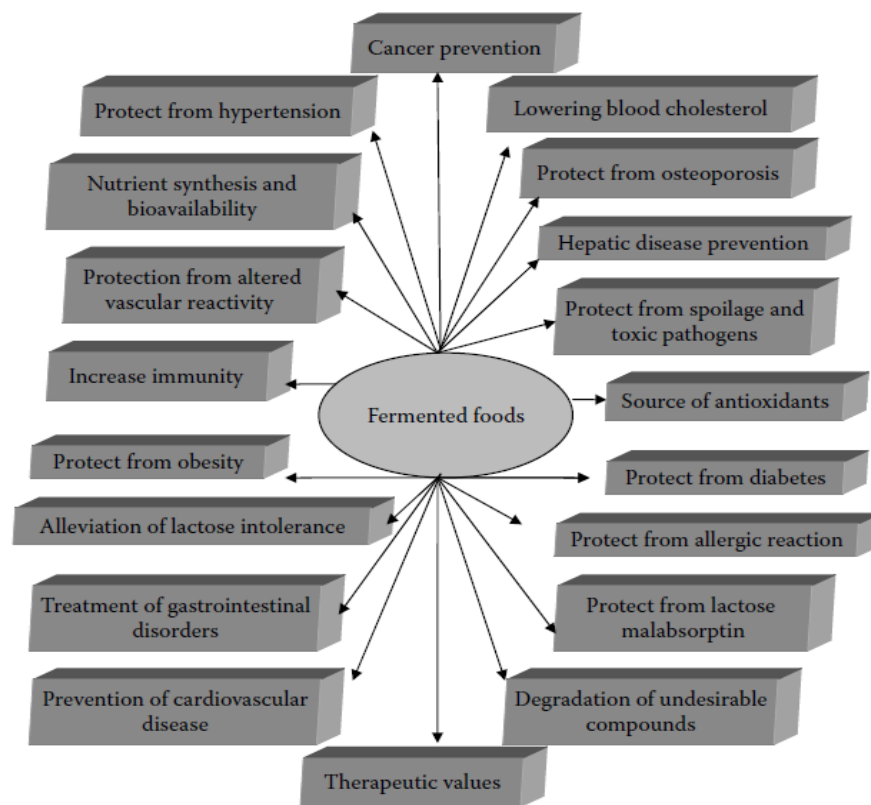 Cancer prevention
Protect from hypertension
Lowering blood cholesterol
Nutrient synthesis and
bioavailability
Protect from osteoporosis
Hepatic disease prevention
Protection from altered
vascular reactivity
Protect from spoilage and
toxic pathogens
Increase immunity
Fermented foods
Source of antioxidants
Protect from obesity
Protect from diabetes
Alleviation of lactose intolerance
Protect from allergic reaction
Treatment of gastrointestinal
disorders
Protect from lactose
malabsorptin
Prevention of cardiovascular
disease
Degradation of undesirable
compounds
Therapeutic values